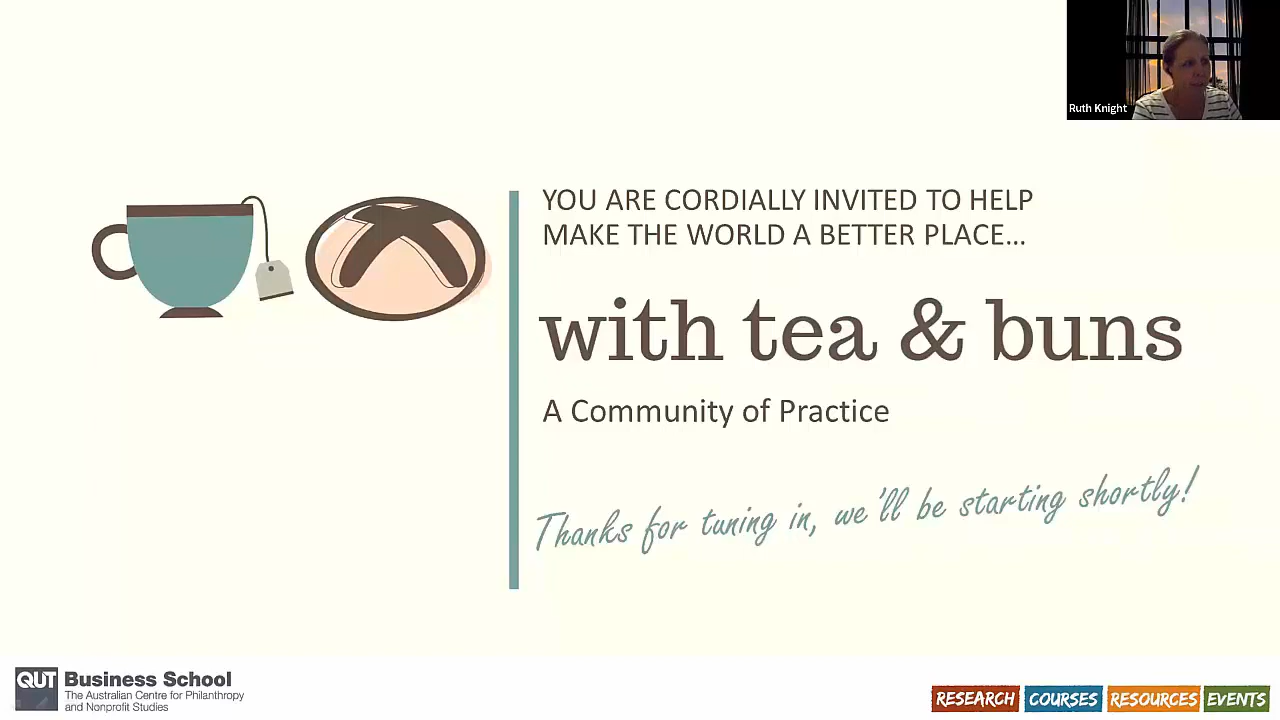 Ruth Knight
YOU ARE CORDIALLY INVITED TO HELP
MAKE THE WORLD A BETTER PLACE...
with tea & buns
A Community of Practice
Thanks for tuning in, we'll be starting shortly!
QUT Business School
The Australian Centre for Philanthropy
and Nonprofit Studies
RESEARCH COURSES RESOURCES EVENTS